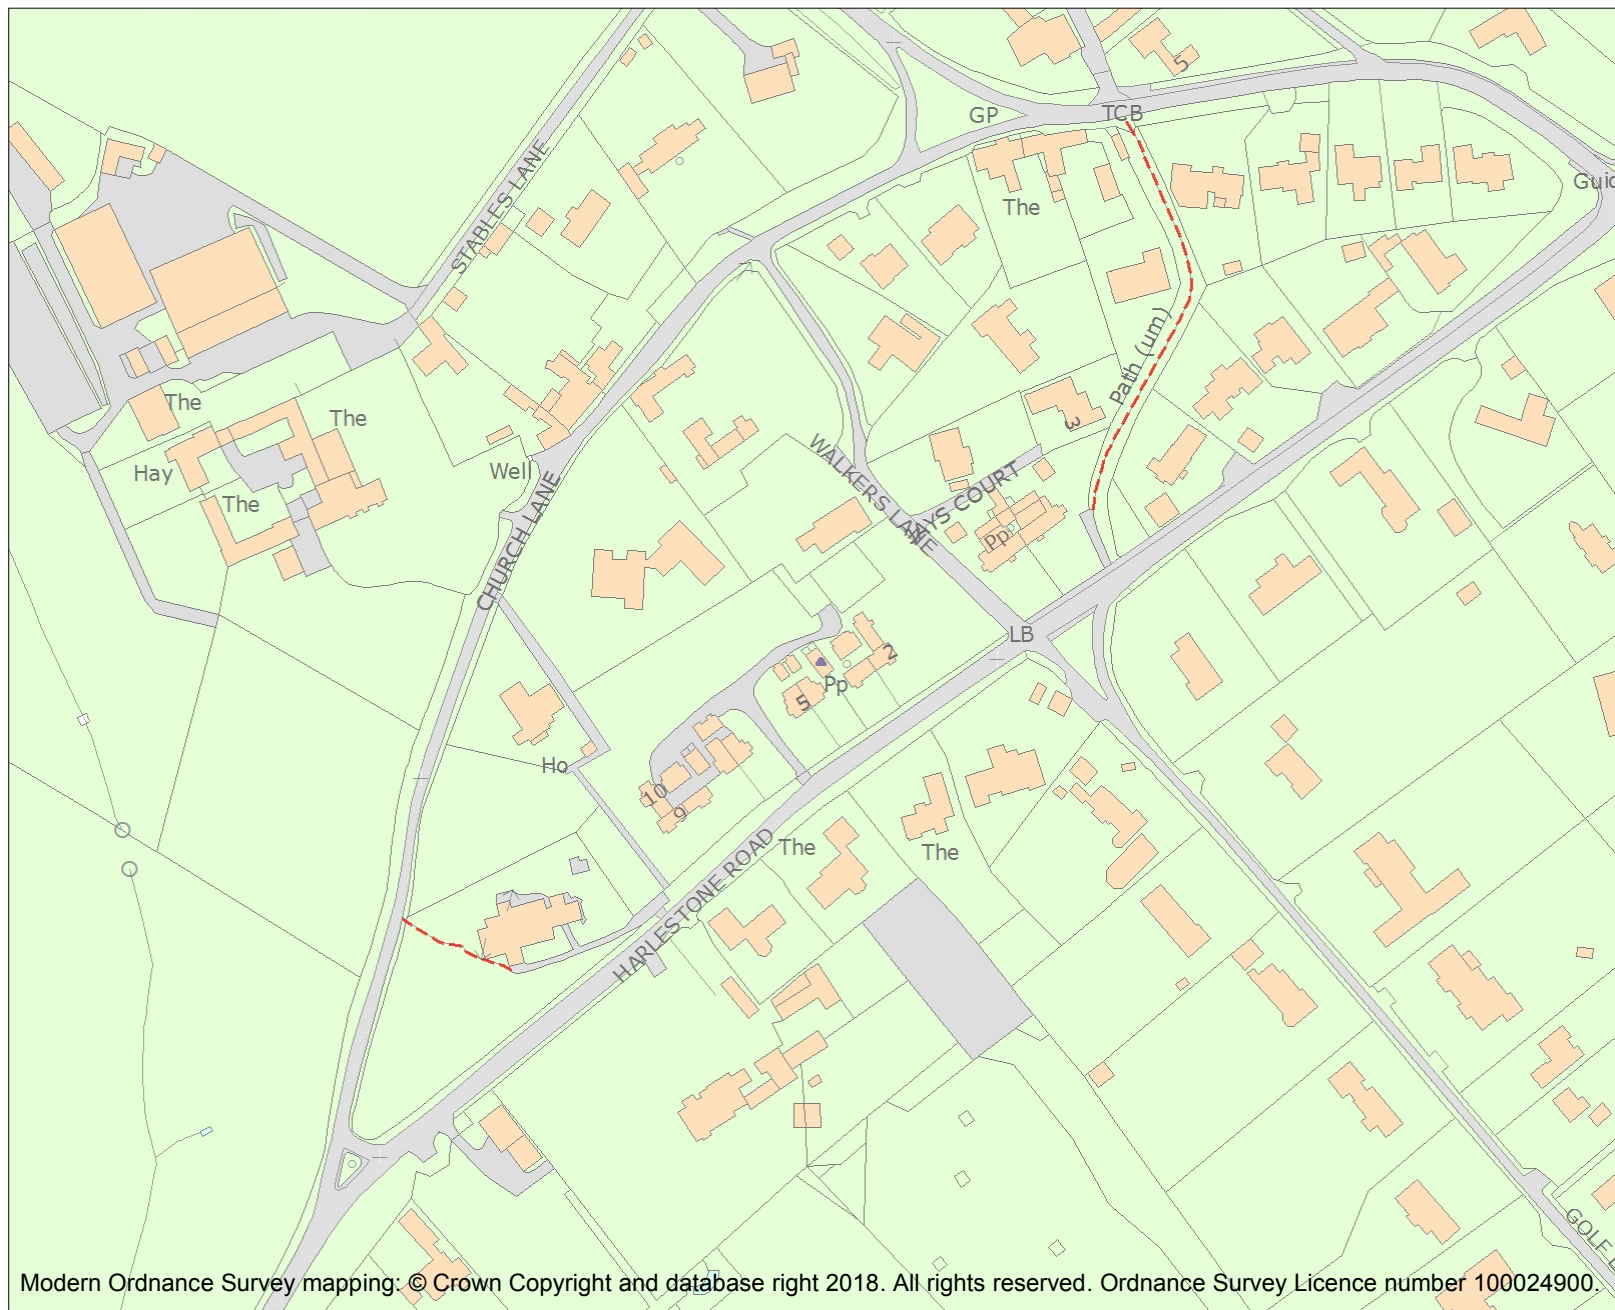 GP
TCB
5
Guid
The
STABLES LANE
Path (um)
The
The
Hay
The
Well
3
WALKERS LANE
JAYS COURT
Pp
CHURCH LANE
LB
2
Pp
5
Ho
10
9
The
The
HARLESTONE ROAD
GOLF
Modern Ordnance Survey mapping: © Crown Copyright and database right 2018. All rights reserved. Ordnance Survey Licence number 100024900.